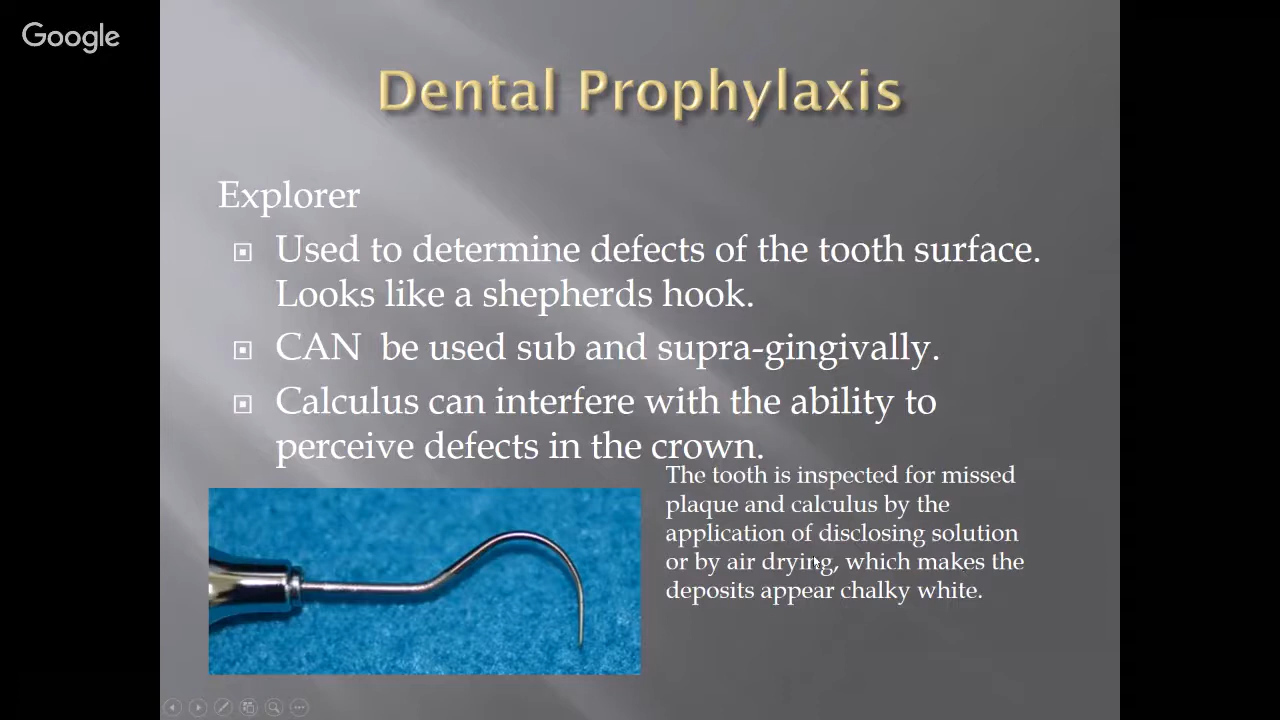 Google
Dental Prophylaxis
Explorer
Used to determine defects of the tooth surface.
Looks like a shepherds hook.
CAN  be used sub and supra-gingivally.
Calculus can interfere with the ability to
perceive defects in the crown.
The tooth is inspected for missed
plaque and calculus by the
application of disclosing solution
or by air drying, which makes the
deposits appear chalky white.